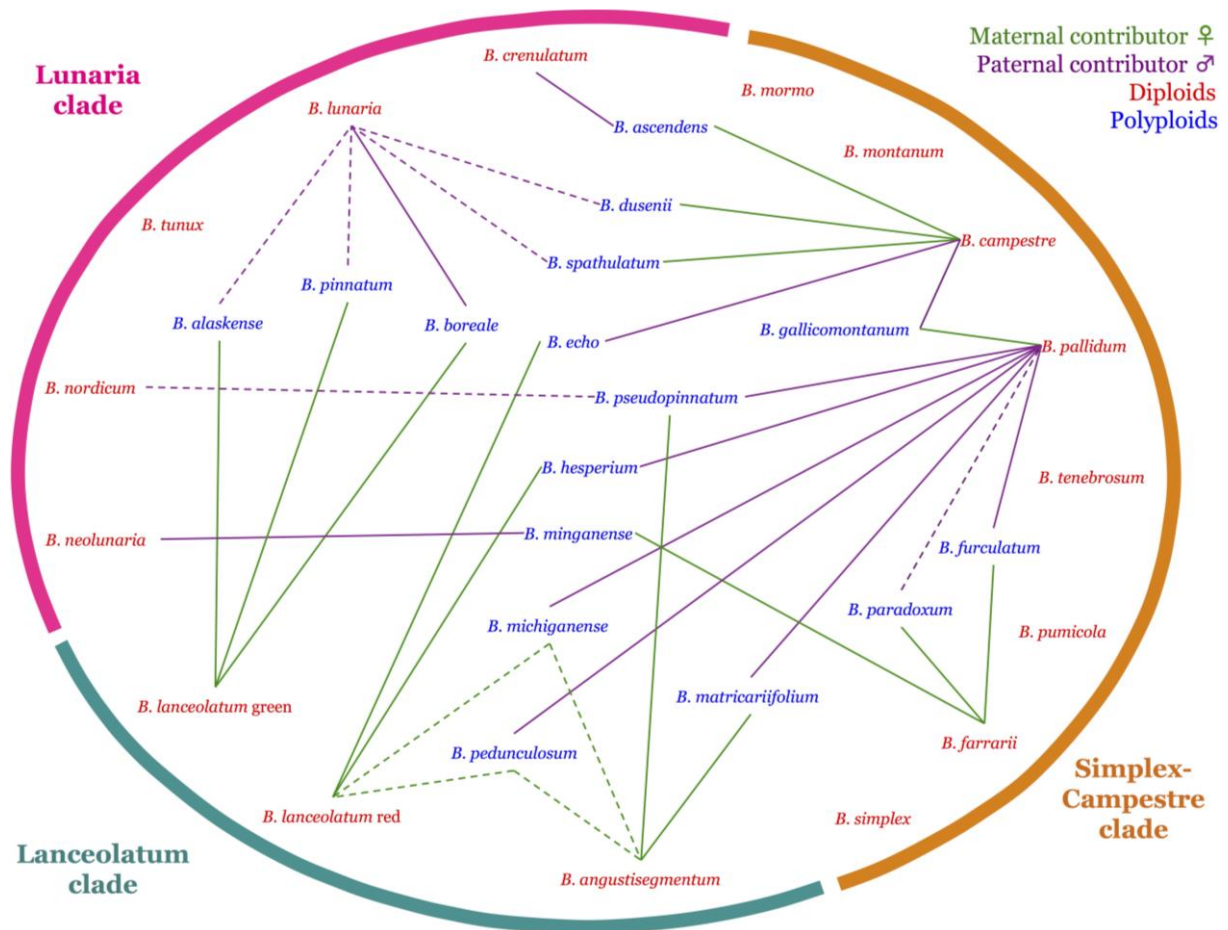 Maternal contributor ♀
Paternal contributor ♂
Diploids
Polyploids
Lunaria
clade
B. crenulatum
B. mormo
B. lunaria
B. ascendens
B. montanum
B. dusenii
B. tunux
B. campestre
B. spathulatum
B. pinnatum
B. alaskense
B. boreale
B. gallicomontanum
B. echo
B. pallidum
B. nordicum
B. pseudopinnatum
B. hesperium
B. tenebrosum
B. neolunaria
B. minganense
B. furculatum
B. paradoxum
B. michiganense
B. pumicola
B. matricariifolium
B. lanceolatum green
B. farrarii
B. pedunculosum
Simplex-
Campestre
clade
B. lanceolatum red
B. simplex
Lanceolatum
clade
B. angustisegmentum